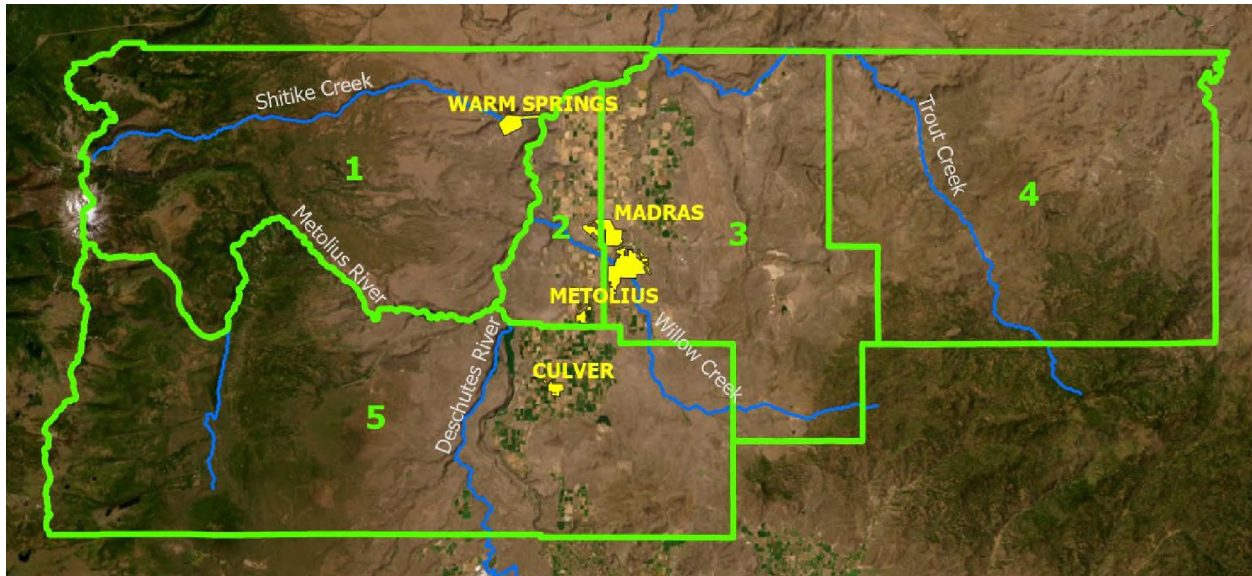 Shitike Creek
WARM SPRINGS
Trout Creek
1
4
Metolius River
2
MADRAS
3
METOLIUS
Willow Creek
Deschutes River
CULVER
5